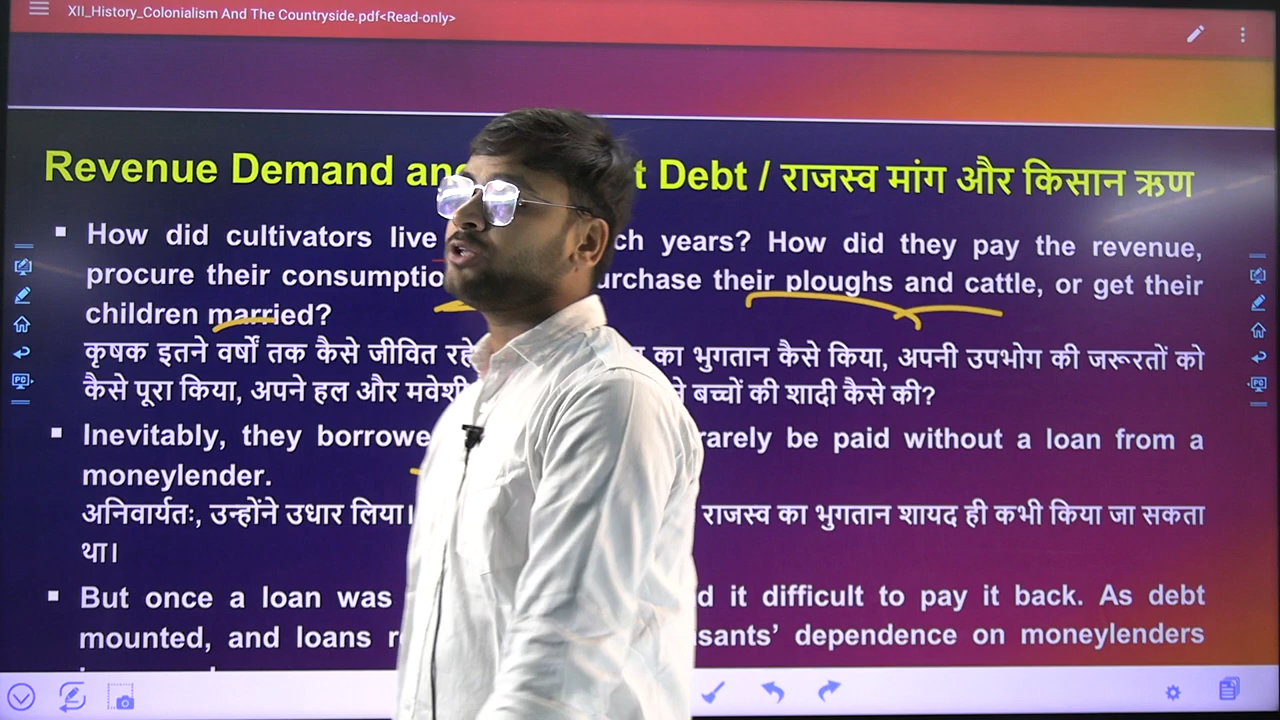 XII_History_Colonialism And The Countryside.pdf<Read-only>
Revenue Demand and t Debt / राजस्व मांग और किसान ऋण
How did cultivators live ch years? How did they pay the revenue,
procure their consumptio urchase their ploughs and cattle, or get their
children married?
कृषक इतने वर्षों तक कैसे जीवित रहे का भुगतान कैसे किया, अपनी उपभोग की जरूरतों को
कैसे पूरा किया, अपने हल और मवेशी बच्चों की शादी कैसे की?
Inevitably, they borrowe rarely be paid without a loan from a
moneylender.
अनिवार्यतः, उन्होंने उधार लिया। राजस्व का भुगतान शायद ही कभी किया जा सकता
था।
But once a loan was d it difficult to pay it back. As debt
mounted, and loans r sants' dependence on moneylenders
PC
PC